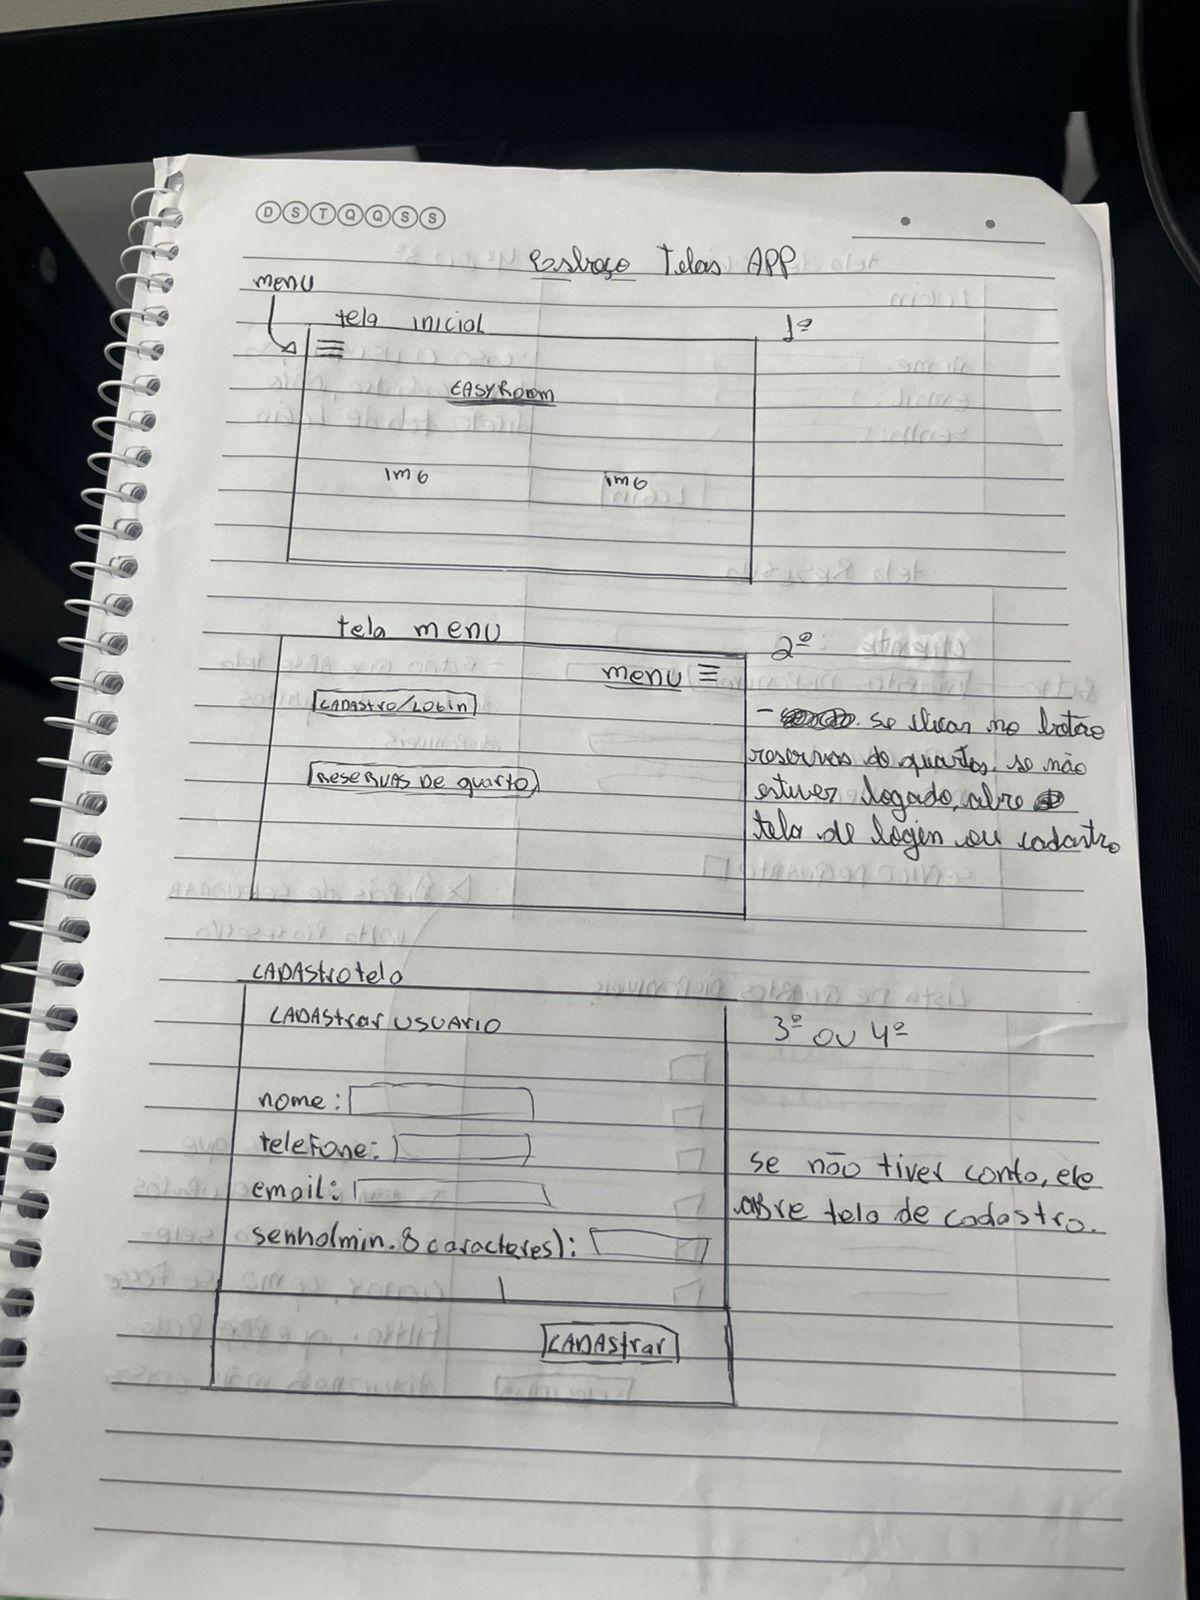 D S T Q Q S S
Esboço Telas APP
menu
tela inicial
1º
EASYROOM
IMG
IMG
tela menu
2º
menu
CADASTRO/LOGIN
RESERVAS DE quarto
- se clicar no botão
reservas de quartos, se não
estiver logado, abre
tela de login ou cadastro
CADAStro tela
CADAStrar USUARIO
3º OU 4º
nome:
telefone:
email:
senha(min. 8 caracteres):
se não tiver conta, ele
ABre tela de cadastro.
CADAStrar